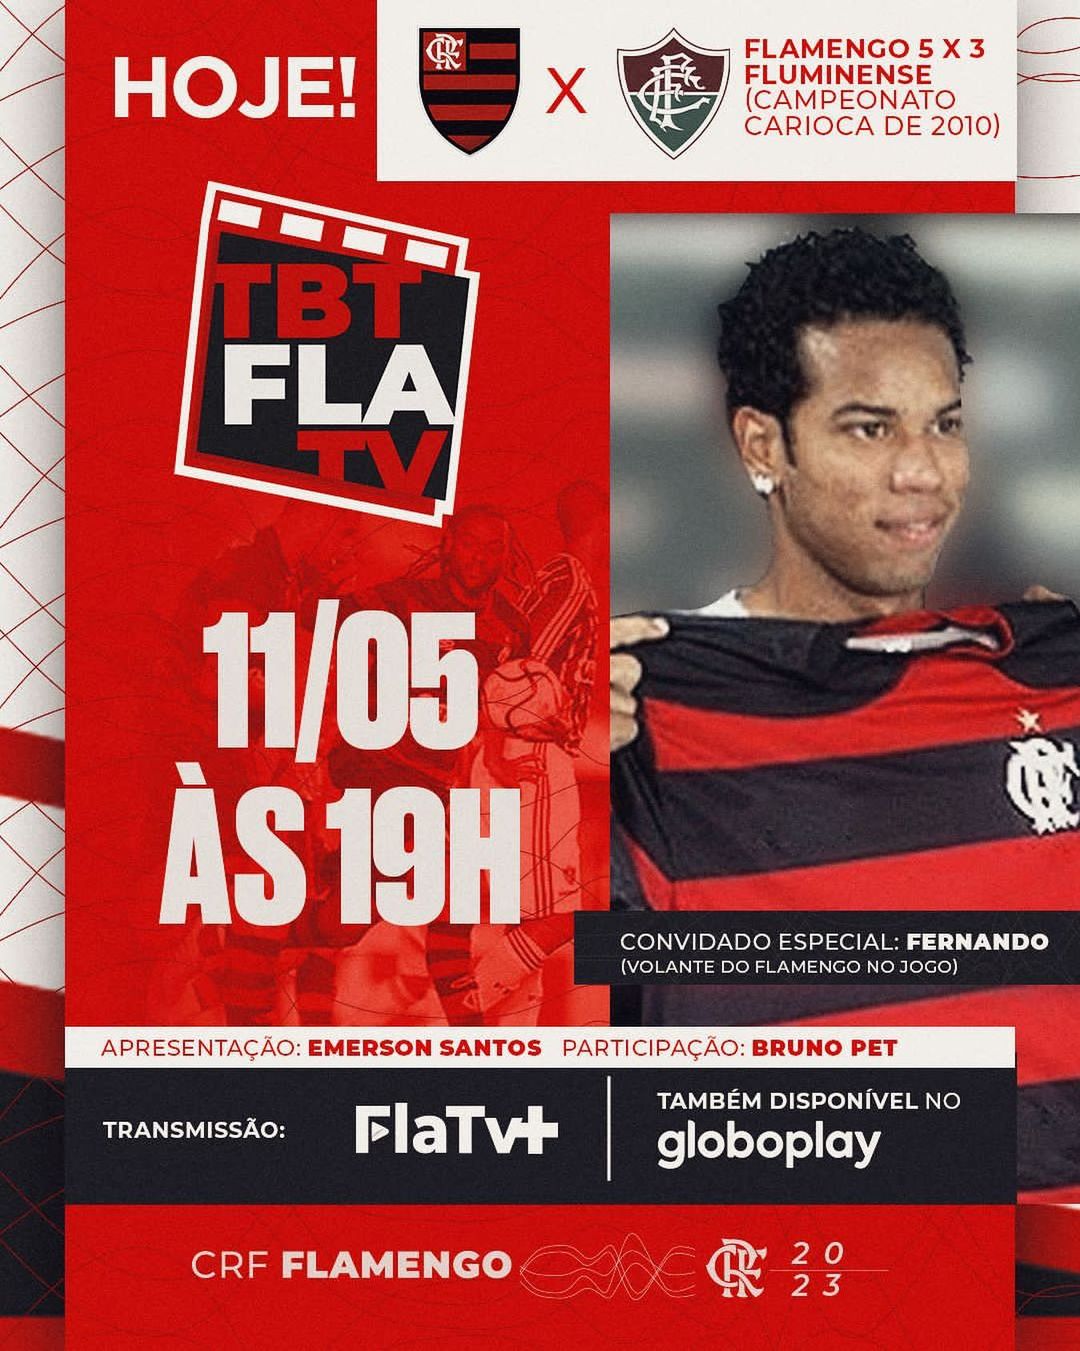 HOJE!
X
FLAMENGO 5 X 3
FLUMINENSE
(CAMPEONATO
CARIOCA DE 2010)
TBT
FLA
TV
11/05
ÀS 19H
CONVIDADO ESPECIAL: FERNANDO
(VOLANTE DO FLAMENGO NO JOGO)
APRESENTAÇÃO: EMERSON SANTOS PARTICIPAÇÃO: BRUNO PET
TRANSMISSÃO:
FlaTv+
TAMBÉM DISPONÍVEL NO
globoplay
CRF FLAMENGO
CRF
20
23